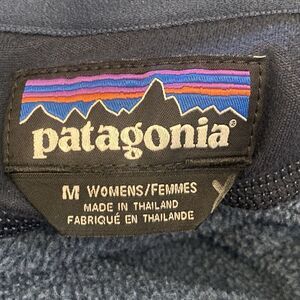 patagonia®
M WOMENS/FEMMES
MADE IN THAILAND
FABRIQUÉ EN THAILANDE